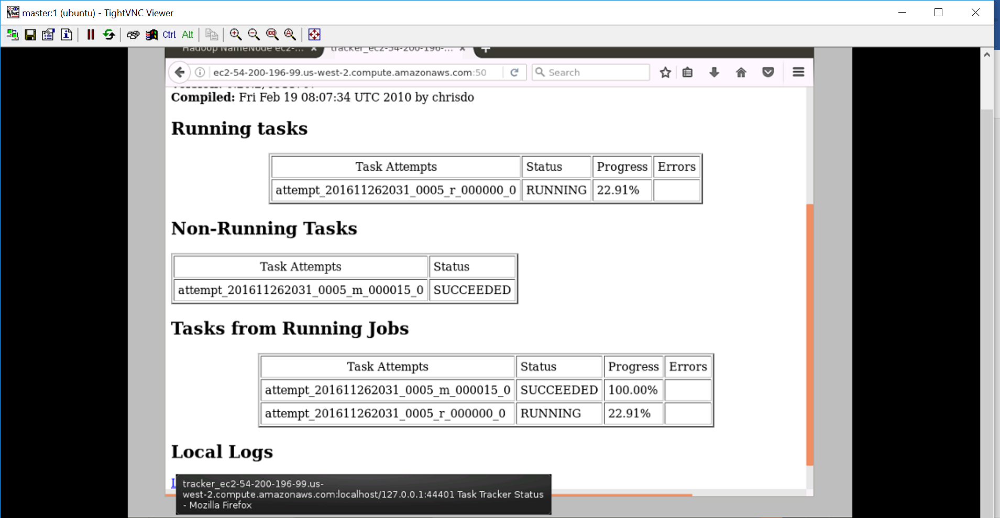 master:1 (ubuntu) - TightVNC Viewer
Ctrl Alt
Hadoop NameNode ec2-... × tracker_ec2-54-200-196-... ×
ec2-54-200-196-99.us-west-2.compute.amazonaws.com:50 Search
Compiled: Fri Feb 19 08:07:34 UTC 2010 by chrisdo
Running tasks
Task Attempts Status Progress Errors
attempt_201611262031_0005_r_000000_0 RUNNING 22.91%
Non-Running Tasks
Task Attempts Status
attempt_201611262031_0005_m_000015_0 SUCCEEDED
Tasks from Running Jobs
Task Attempts Status Progress Errors
attempt_201611262031_0005_m_000015_0 SUCCEEDED 100.00%
attempt_201611262031_0005_r_000000_0 RUNNING 22.91%
Local Logs
tracker_ec2-54-200-196-99.us-
west-2.compute.amazonaws.com:localhost/127.0.0.1:44401 Task Tracker Status
- Mozilla Firefox